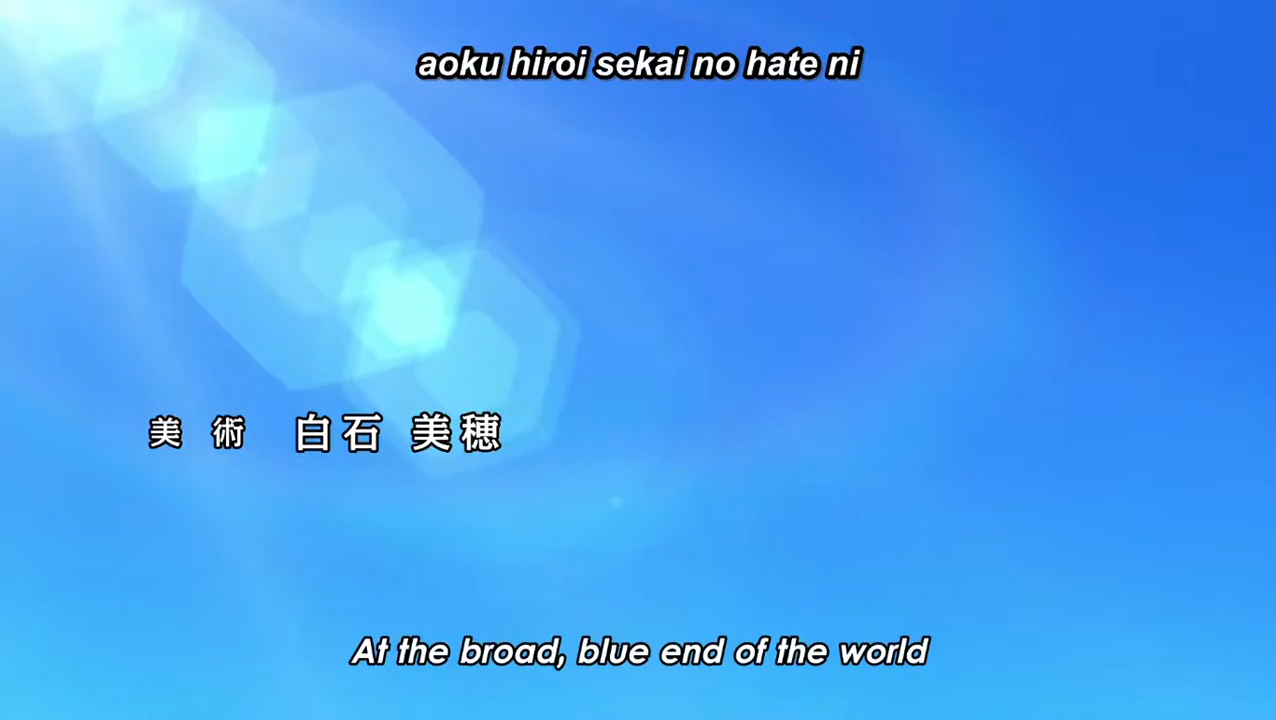 aoku hiroi sekai no hate ni
美術 白石 美穂
At the broad, blue end of the world